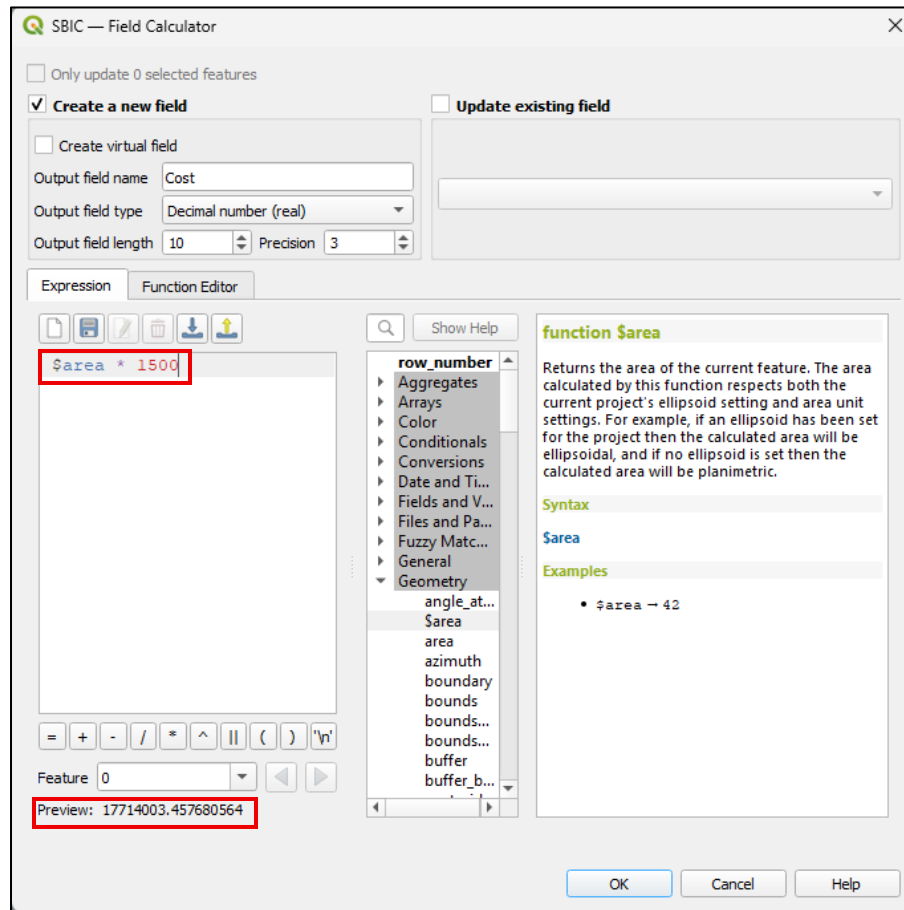 SBIC — Field Calculator
Only update 0 selected features
Create a new field
Update existing field
Create virtual field
Output field name Cost
Output field type Decimal number (real)
Output field length 10 Precision 3
Expression
Function Editor
Show Help
$area * 1500
row_number
Aggregates
Arrays
Color
Conditionals
Conversions
Date and Ti...
Fields and V...
Files and Pa...
Fuzzy Matc...
General
Geometry
angle_at...
$area
area
azimuth
boundary
bounds
bounds...
bounds...
buffer
buffer_b...
function $area
Returns the area of the current feature. The area
calculated by this function respects both the
current project's ellipsoid setting and area unit
settings. For example, if an ellipsoid has been set
for the project then the calculated area will be
ellipsoidal, and if no ellipsoid is set then the
calculated area will be planimetric.
Syntax
$area
Examples
• $area → 42
= + - / * ^ || ( ) '\n'
Feature 0
Preview: 17714003.457680564
OK Cancel Help